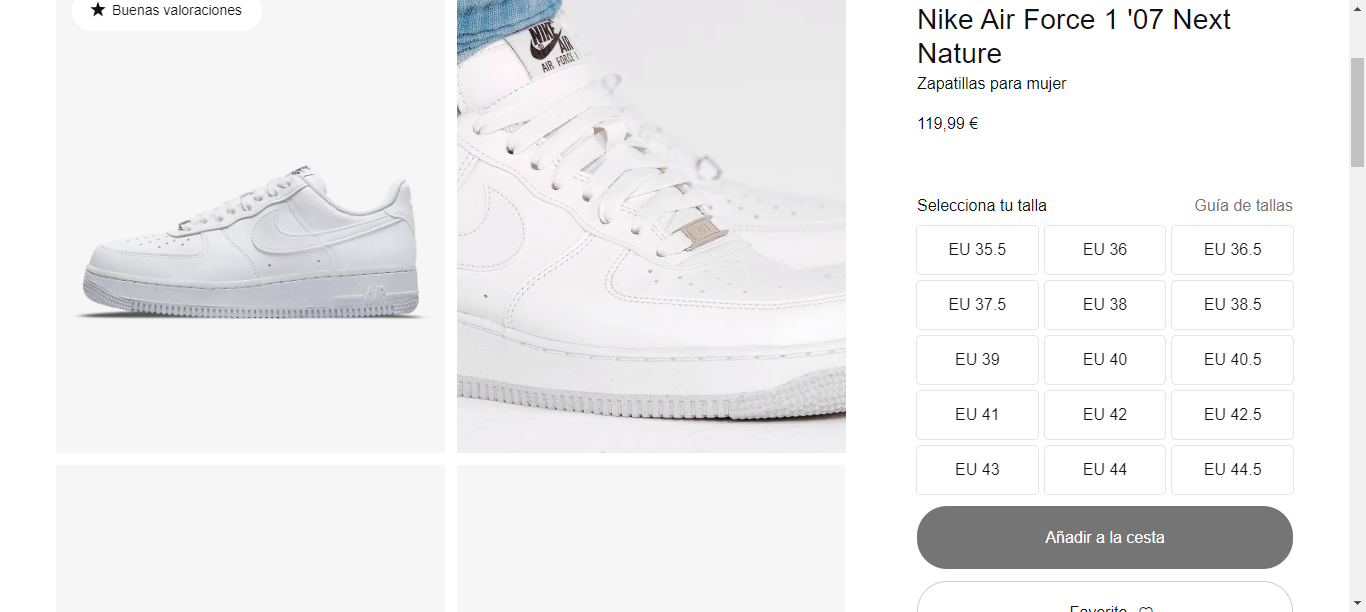 ★ Buenas valoraciones
NIKE
AIR
AIR FORCE 1
Nike Air Force 1 '07 Next
Nature
Zapatillas para mujer
119,99 €
Selecciona tu talla
Guía de tallas
EU 35.5
EU 36
EU 36.5
EU 37.5
EU 38
EU 38.5
EU 39
EU 40
EU 40.5
EU 41
EU 42
EU 42.5
EU 43
EU 44
EU 44.5
Añadir a la cesta
Favorito